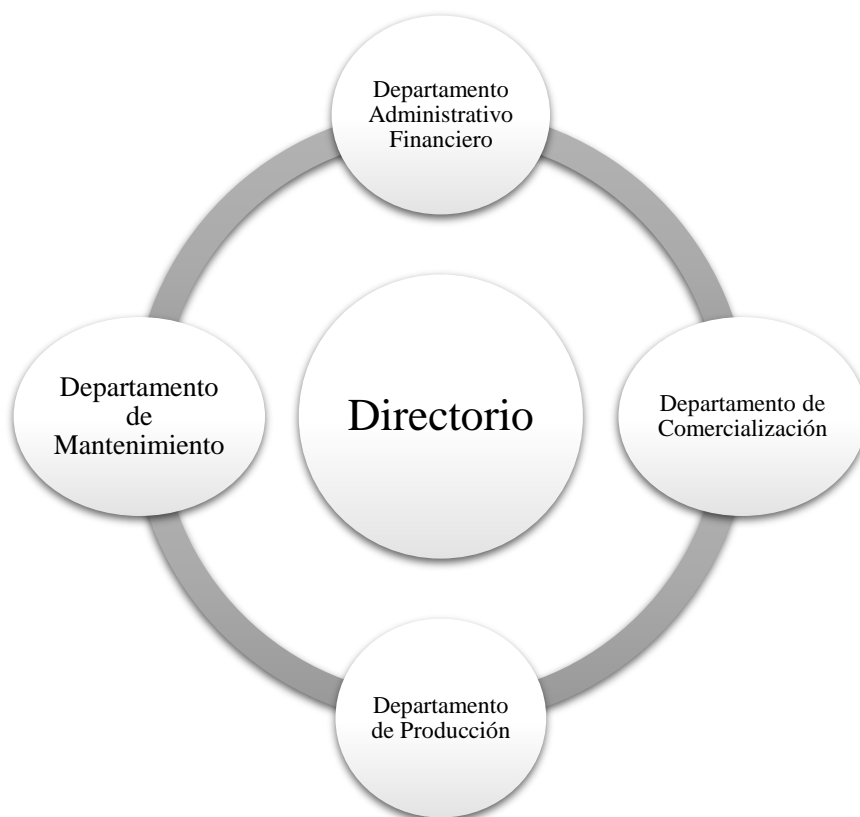 Departamento
Administrativo
Financiero
Departamento
de
Mantenimiento
Directorio
Departamento de
Comercialización
Departamento
de Producción